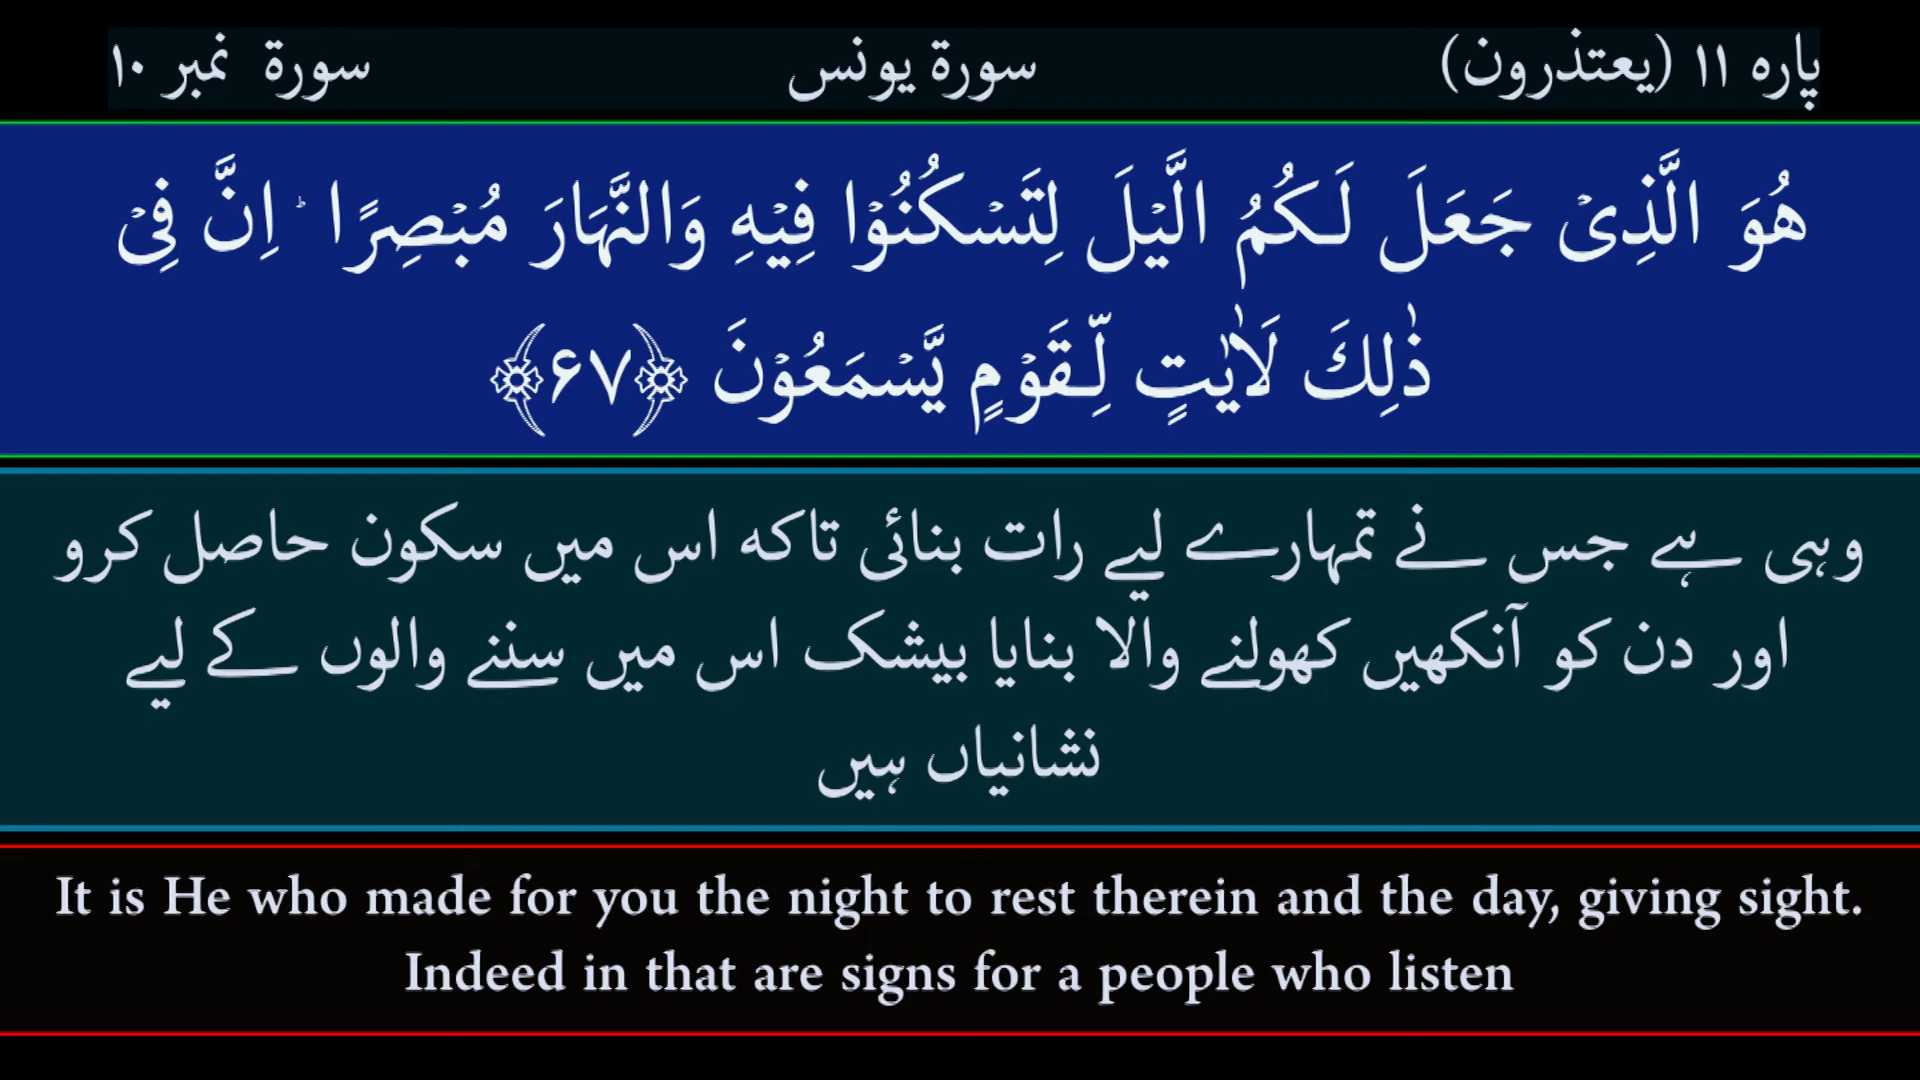 پارہ ۱۱ (یعتذرون) سورۃ یونس سورۃ نمبر ۱۰
هُوَ الَّذِىۡ جَعَلَ لَـكُمُ الَّيۡلَ لِتَسۡكُنُوۡا فِيۡهِ وَالنَّهَارَ مُبۡصِرًا‌ ؕ اِنَّ فِىۡ
ذٰلِكَ لَاٰيٰتٍ لِّـقَوۡمٍ يَّسۡمَعُوۡنَ ﴿۶۷﴾
وہی ہے جس نے تمہارے لیے رات بنائی تاکہ اس میں سکون حاصل کرو
اور دن کو آنکھیں کھولنے والا بنایا بیشک اس میں سننے والوں کے لیے
نشانیاں ہیں
It is He who made for you the night to rest therein and the day, giving sight.
Indeed in that are signs for a people who listen